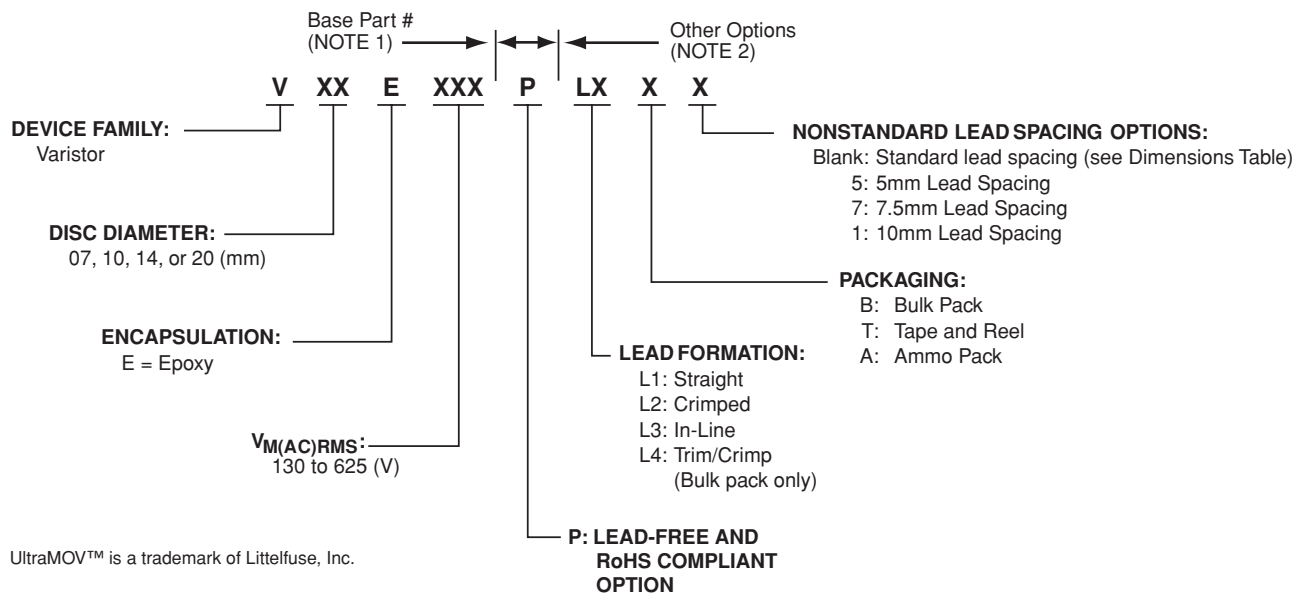 Base Part #
(NOTE 1)
Other Options
(NOTE 2)
V XX E XXX P LX X X
DEVICE FAMILY:
Varistor
DISC DIAMETER:
07, 10, 14, or 20 (mm)
ENCAPSULATION:
E = Epoxy
VM(AC)RMS:
130 to 625 (V)
P: LEAD-FREE AND
RoHS COMPLIANT
OPTION
LEAD FORMATION:
L1: Straight
L2: Crimped
L3: In-Line
L4: Trim/Crimp
(Bulk pack only)
PACKAGING:
B: Bulk Pack
T: Tape and Reel
A: Ammo Pack
NONSTANDARD LEAD SPACING OPTIONS:
Blank: Standard lead spacing (see Dimensions Table)
5: 5mm Lead Spacing
7: 7.5mm Lead Spacing
1: 10mm Lead Spacing
UltraMOV™ is a trademark of Littelfuse, Inc.